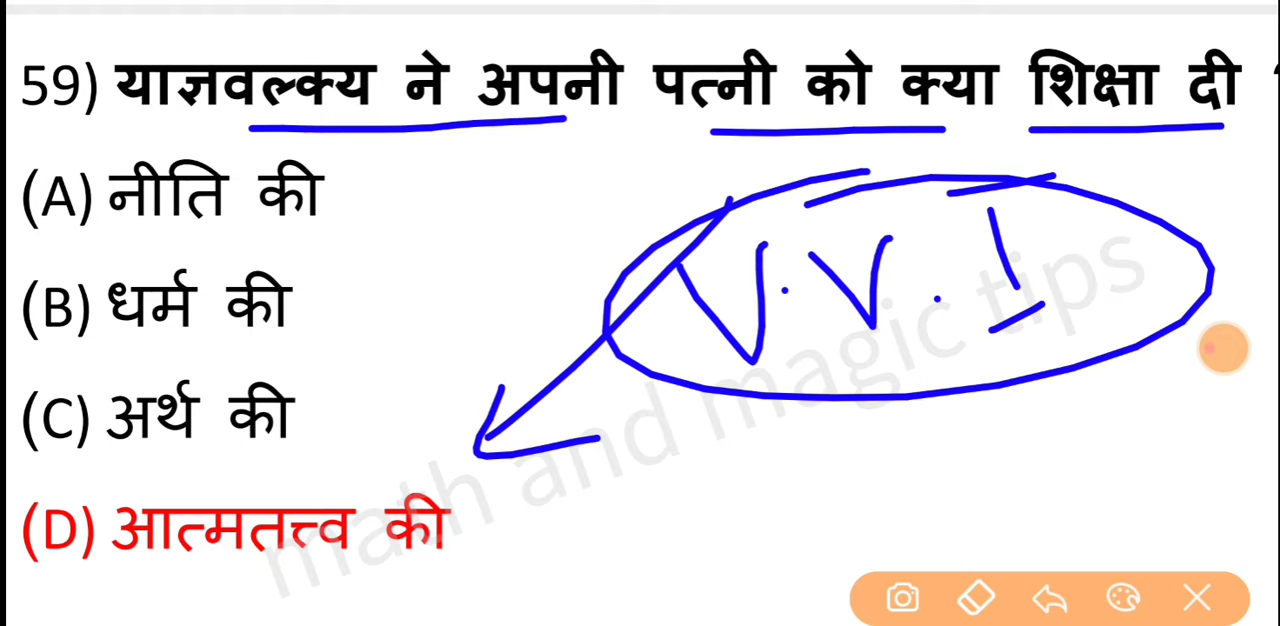 59) याज्ञवल्क्य ने अपनी पत्नी को क्या शिक्षा दी
(A) नीति की
V. V. I
(B) धर्म की
(C) अर्थ की
(D) आत्मतत्त्व की
math and magic tips